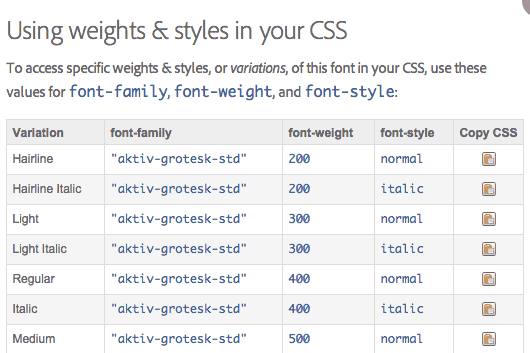 Using weights & styles in your CSS
To access specific weights & styles, or variations, of this font in your CSS, use these
values for font-family, font-weight, and font-style:
Variation font-family font-weight font-style Copy CSS
Hairline "aktiv-grotesk-std" 200 normal
Hairline Italic "aktiv-grotesk-std" 200 italic
Light "aktiv-grotesk-std" 300 normal
Light Italic "aktiv-grotesk-std" 300 italic
Regular "aktiv-grotesk-std" 400 normal
Italic "aktiv-grotesk-std" 400 italic
Medium "aktiv-grotesk-std" 500 normal